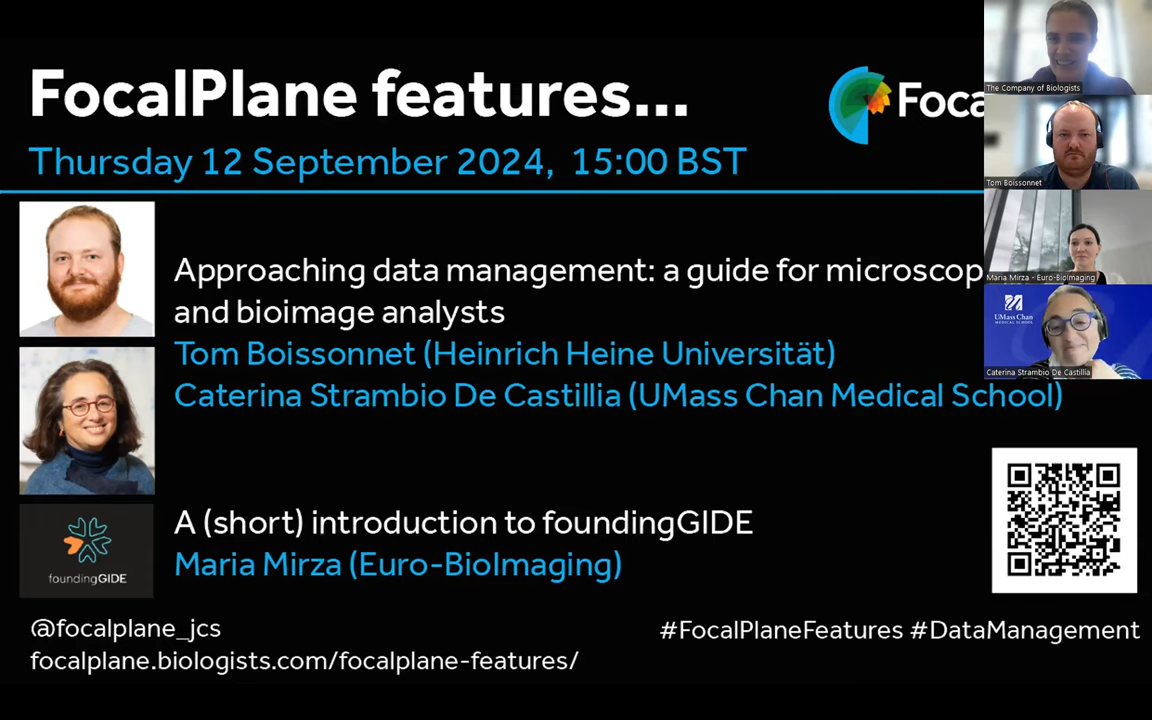 FocalPlane features...
Foca
Thursday 12 September 2024, 15:00 BST
Approaching data management: a guide for microscop
and bioimage analysts
Tom Boissonnet (Heinrich Heine Universität)
Caterina Strambio De Castillia (UMass Chan Medical School)
foundingGIDE
A (short) introduction to foundingGIDE
Maria Mirza (Euro-BioImaging)
@focalplane_jcs
focalplane.biologists.com/focalplane-features/
#FocalPlaneFeatures #DataManagement
The Company of Biologists
Tom Boissonnet
Maria Mirza - Euro-BioImaging
UMass Chan
MEDICAL SCHOOL
Caterina Strambio De Castillia